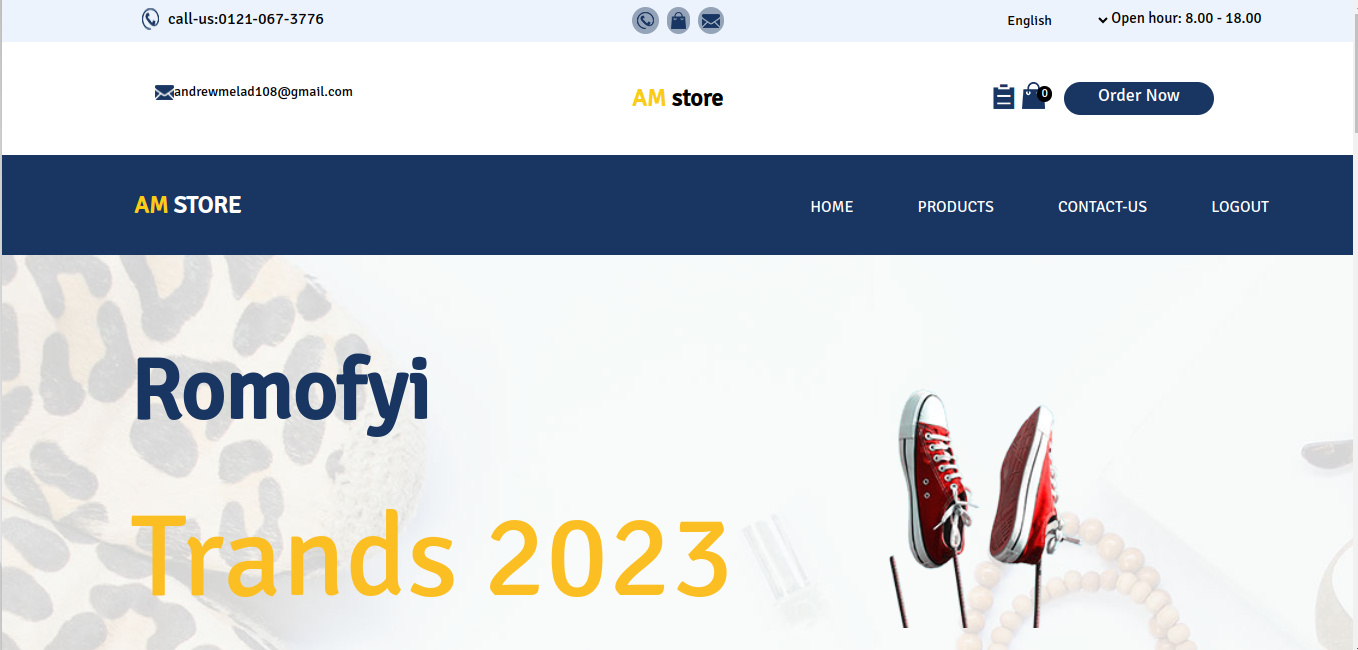 call-us:0121-067-3776
English
Open hour: 8.00 - 18.00
andrewmelad108@gmail.com
AM store
0
Order Now
AM STORE
HOME
PRODUCTS
CONTACT-US
LOGOUT
Romofyi
Trands 2023